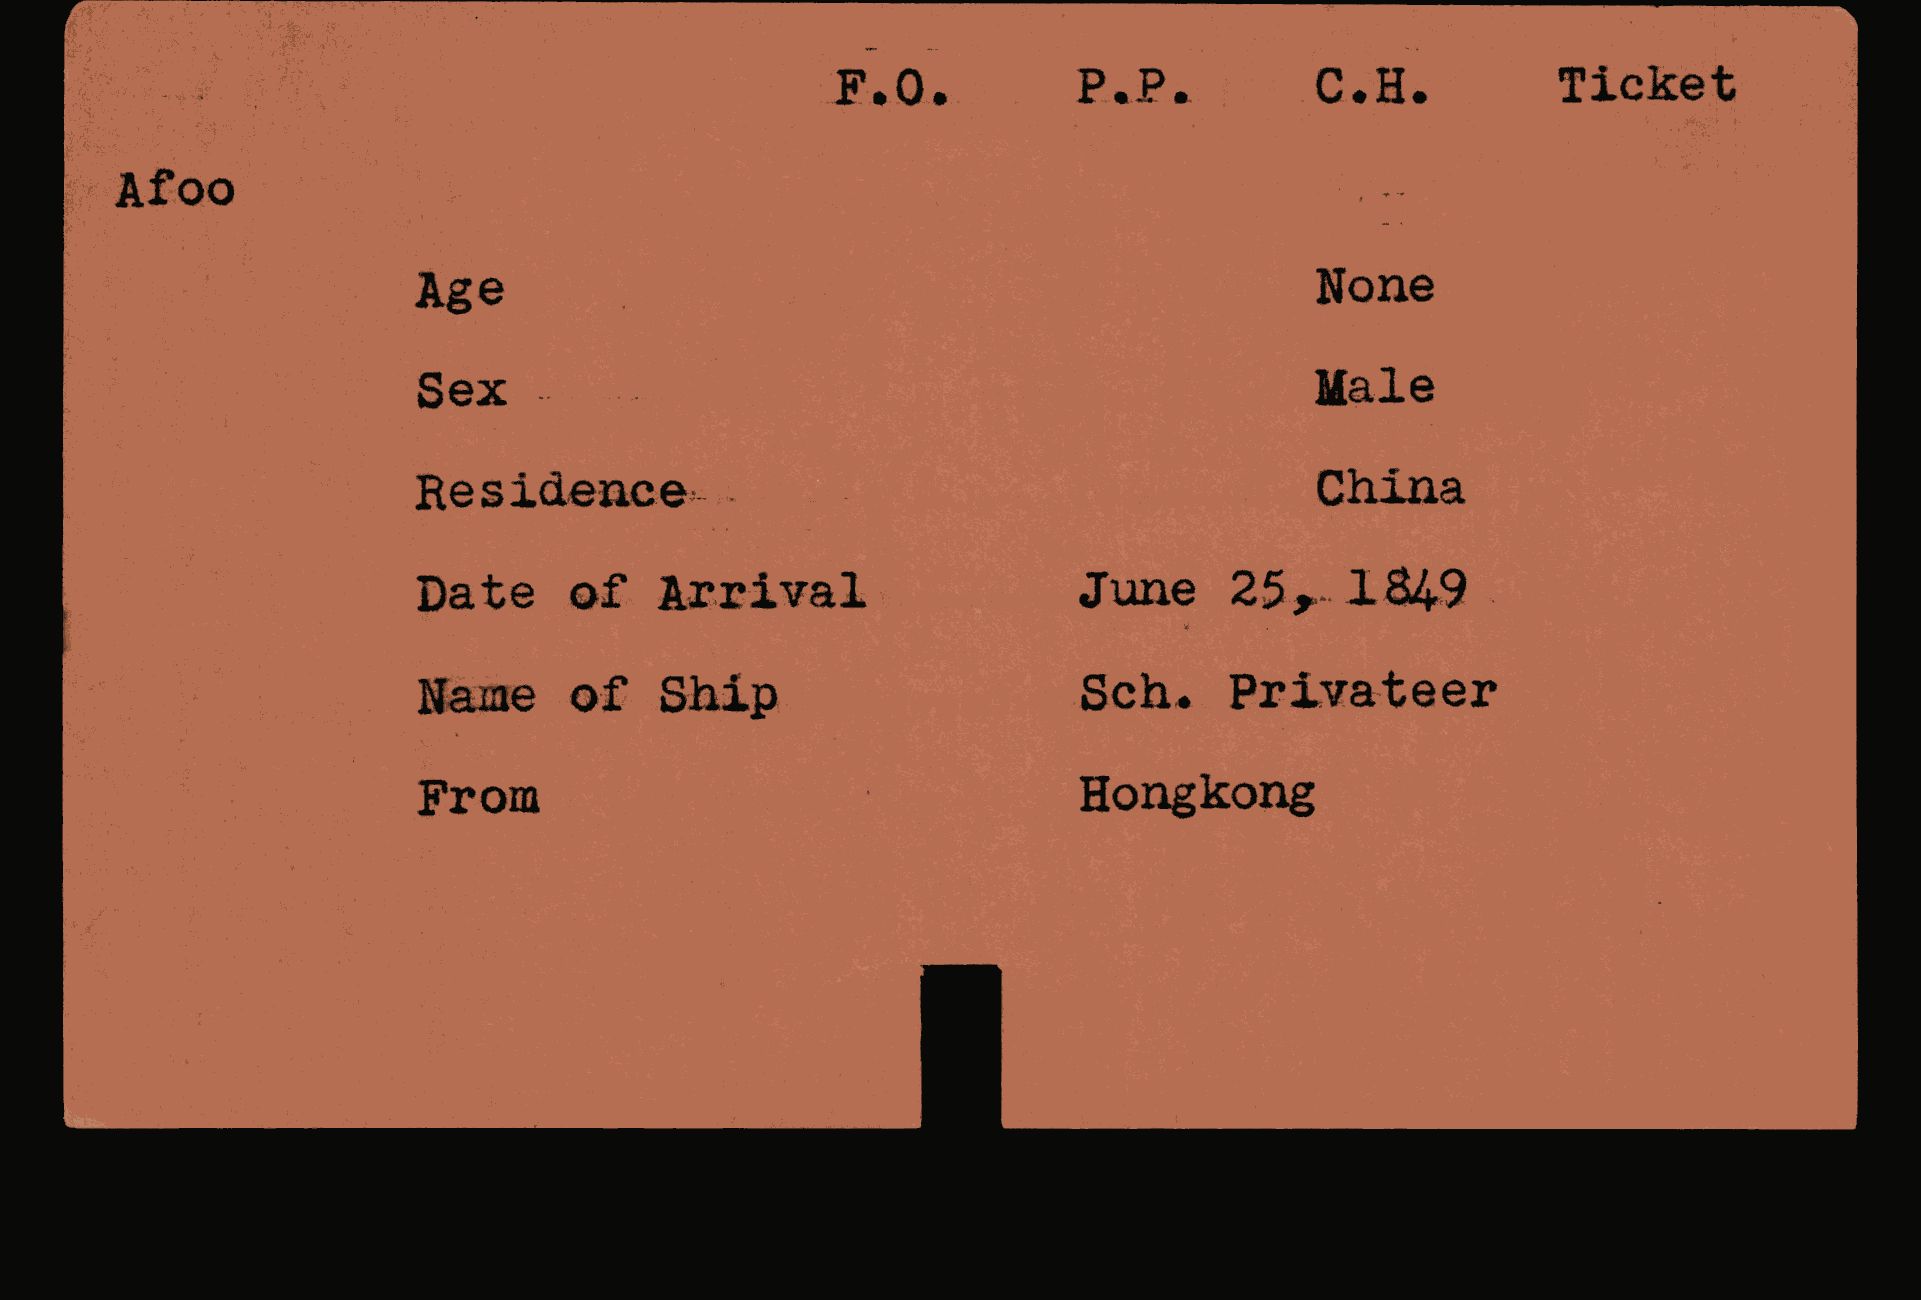 F.O. P.P. C.H. Ticket
Afoo
Age None
Sex Male
Residence China
Date of Arrival June 25, 1849
Name of Ship Sch. Privateer
From Hongkong